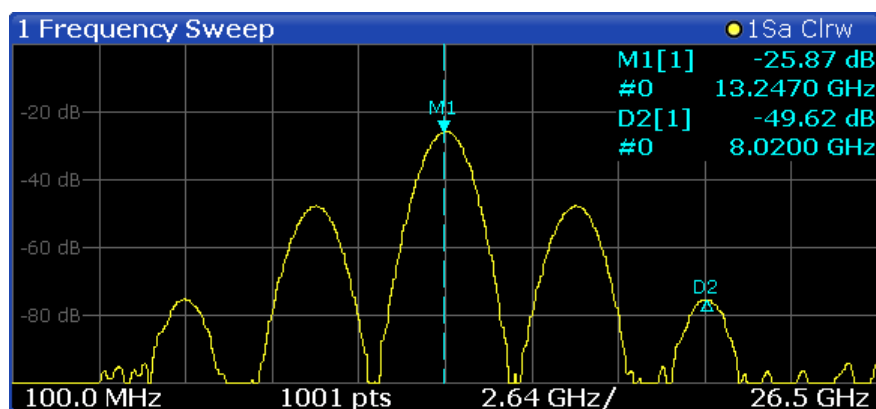 1 Frequency Sweep 1Sa Clrw
M1[1] -25.87 dB
#0 13.2470 GHz
D2[1] -49.62 dB
#0 8.0200 GHz
-20 dB
M1
-40 dB
-60 dB
D2
-80 dB
100.0 MHz 1001 pts 2.64 GHz/ 26.5 GHz